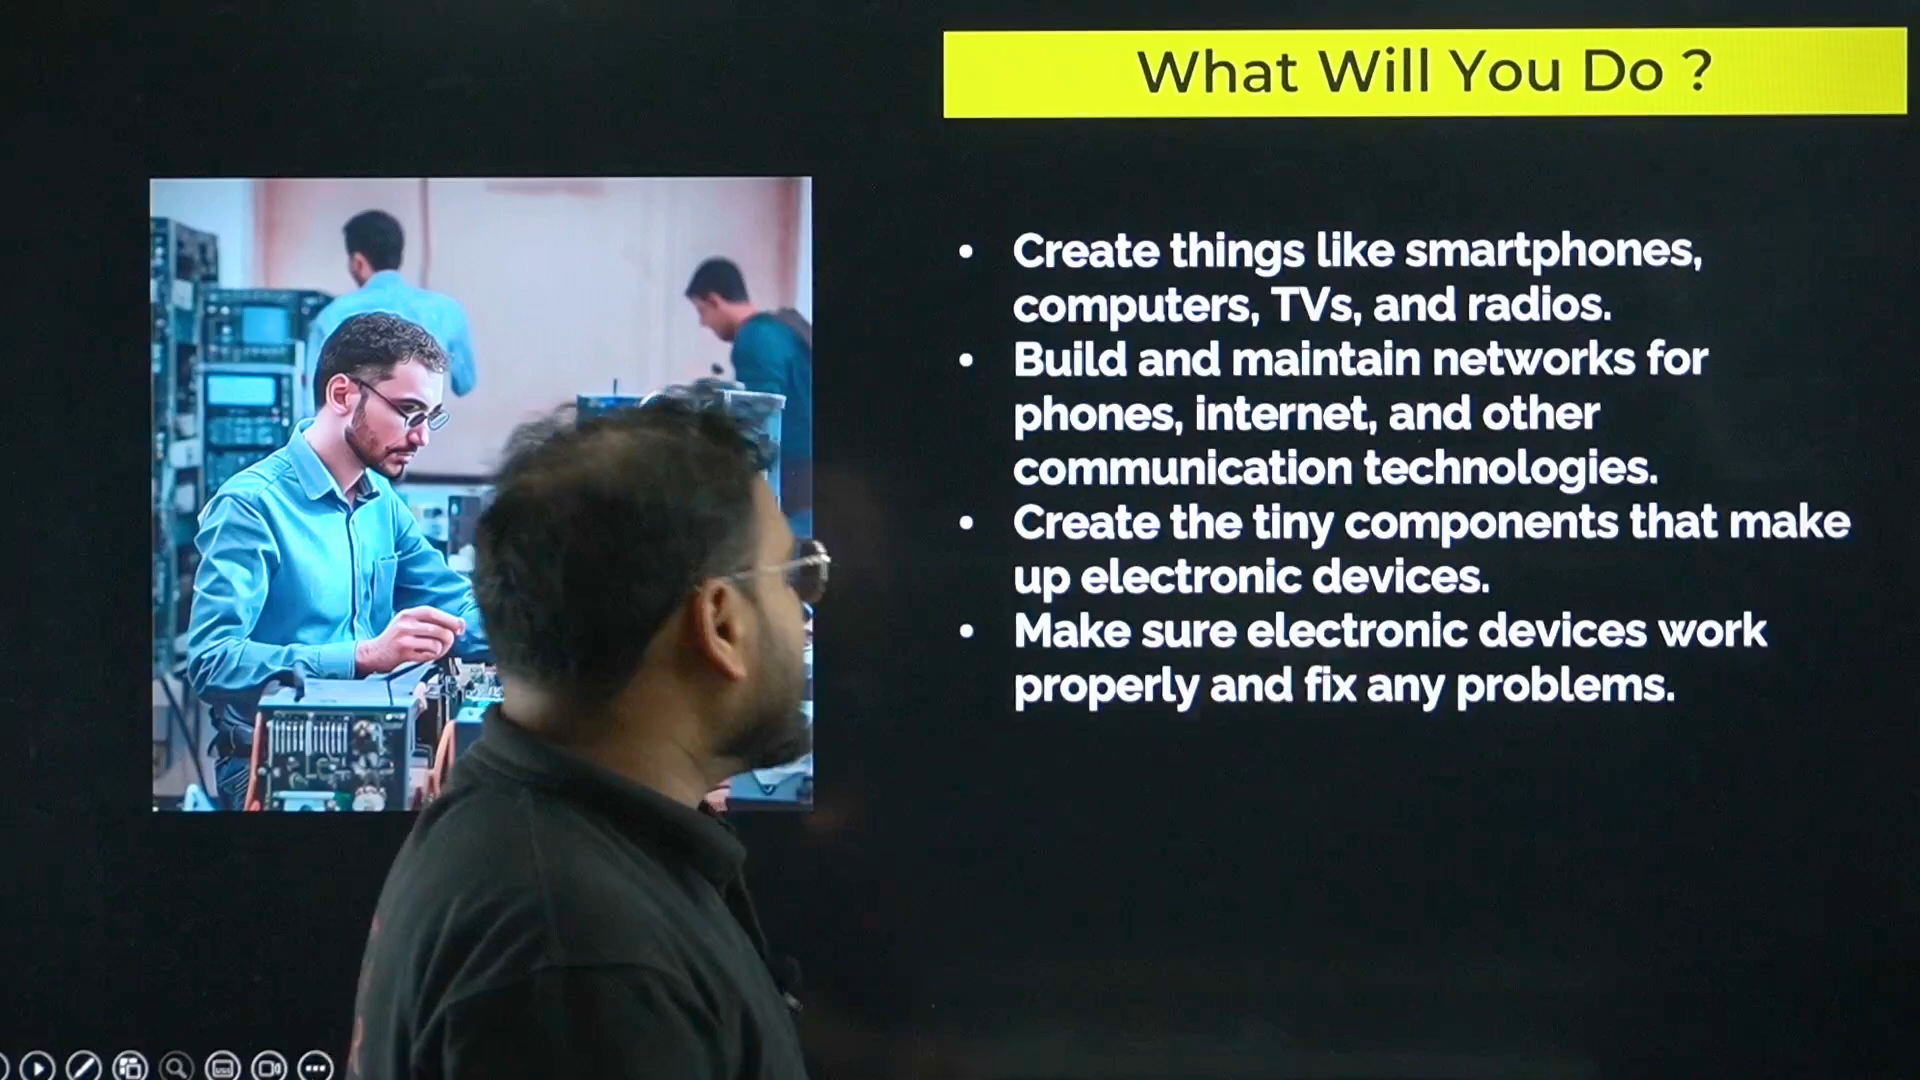 What Will You Do ?
• Create things like smartphones,
computers, TVs, and radios.
• Build and maintain networks for
phones, internet, and other
communication technologies.
• Create the tiny components that make
up electronic devices.
• Make sure electronic devices work
properly and fix any problems.